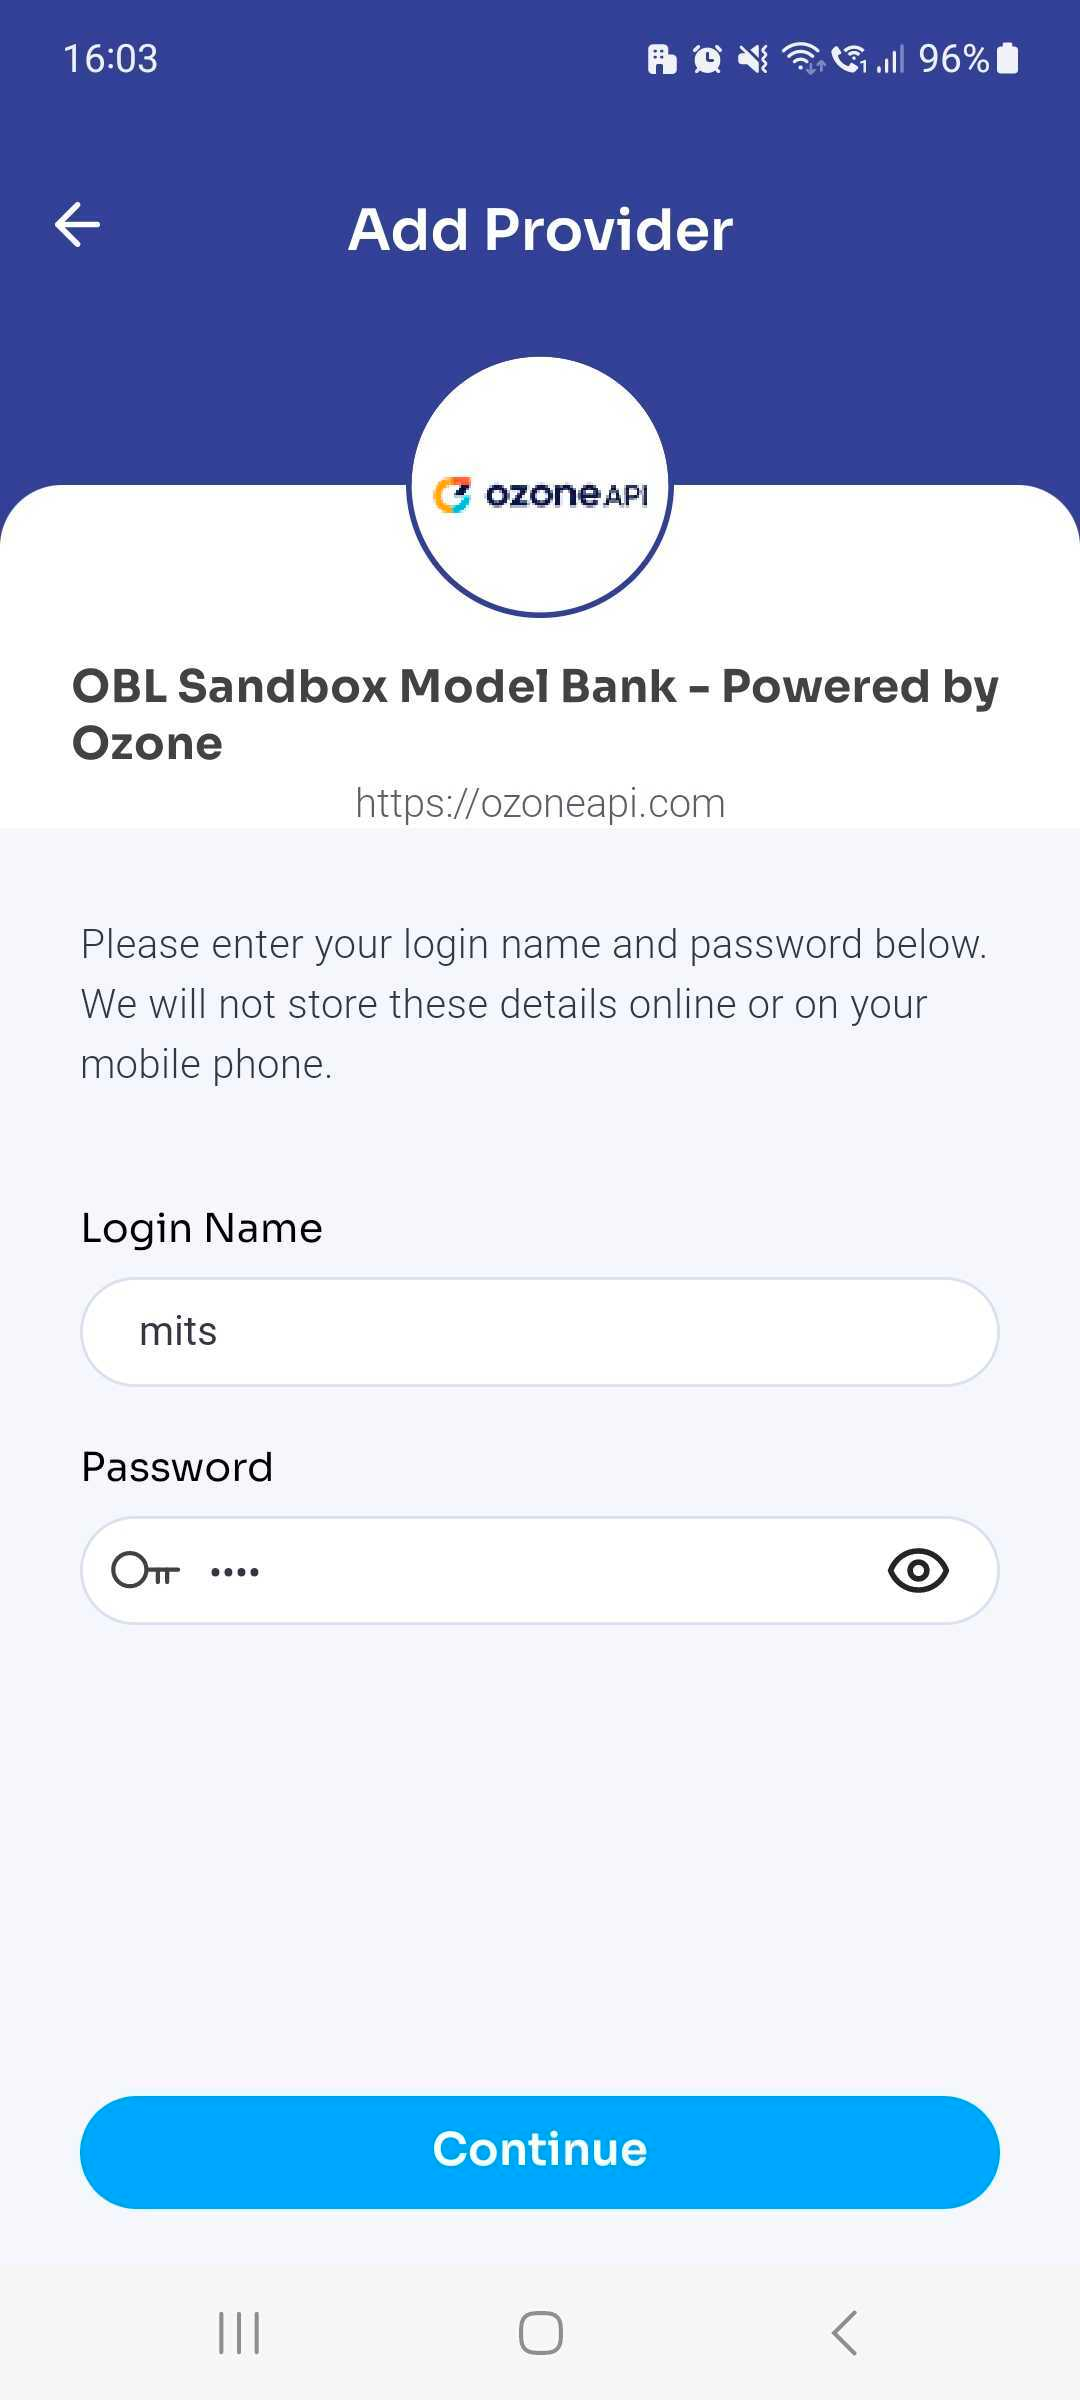 16:03
96%
Add Provider
ozone API
OBL Sandbox Model Bank - Powered by
Ozone
https://ozoneapi.com
Please enter your login name and password below.
We will not store these details online or on your
mobile phone.
Login Name
mits
Password
••••
Continue